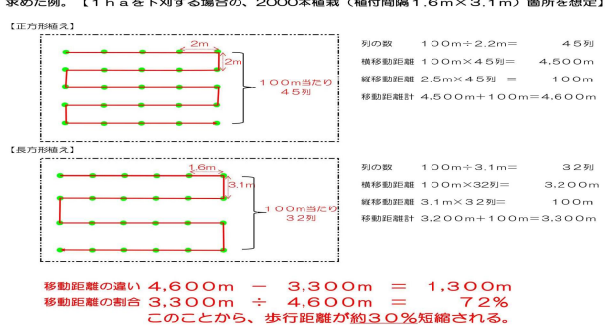 求めた例。【１ｈａを下刈する場合の、2000本植栽（植付間隔1.6m×3.1m）箇所を想定】
【正方形植え】
2m
2m
100m当たり
45列
列の数 100m÷2.2m＝ 45列
横移動距離 100m×45列＝ 4,500m
縦移動距離 2.5m×45列 ＝ 100m
移動距離計 4,500m＋100m＝4,600m
【長方形植え】
1.6m
3.1m
100m当たり
32列
列の数 100m÷3.1m＝ 32列
横移動距離 100m×32列＝ 3,200m
縦移動距離 3.1m×32列＝ 100m
移動距離計 3,200m＋100m＝3,300m
移動距離の違い 4,600m － 3,300m ＝ 1,300m
移動距離の割合 3,300m ÷ 4,600m ＝ 72%
このことから、歩行距離が約30%短縮される。